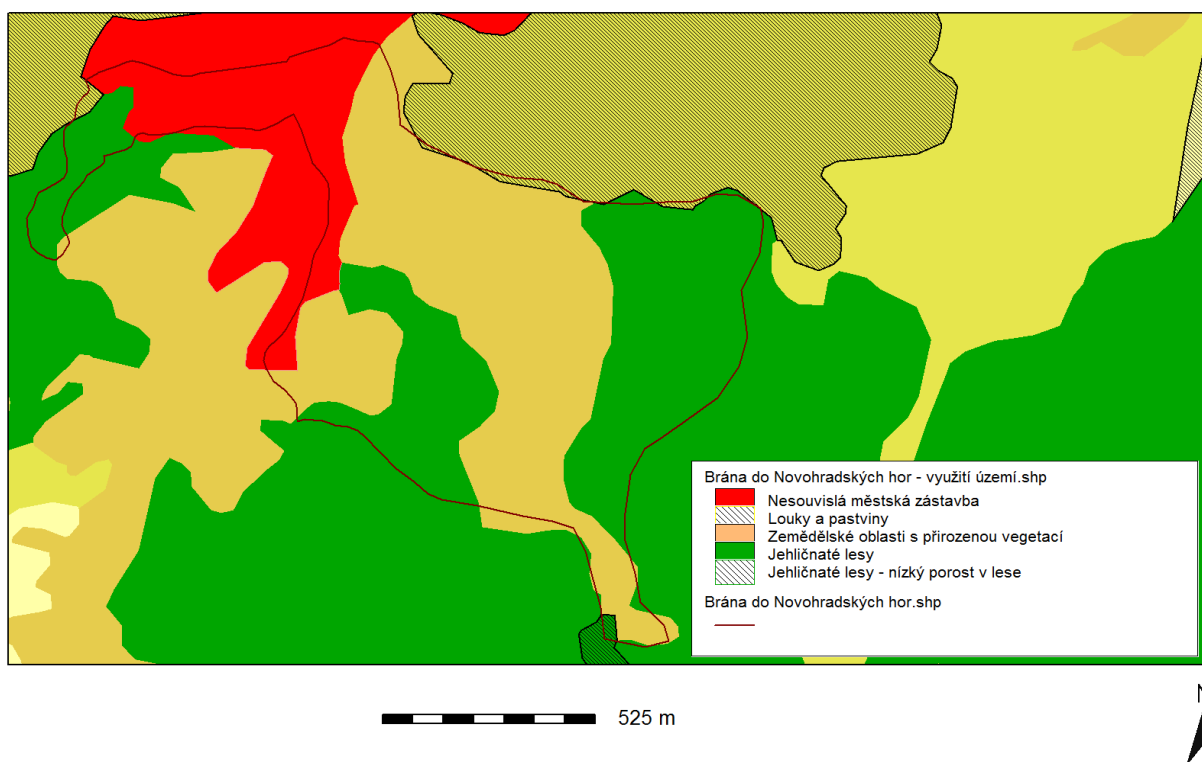 Brána do Novohradských hor - využití území.shp
Nesouvislá městská zástavba
Louky a pastviny
Zemědělské oblasti s přirozenou vegetací
Jehličnaté lesy
Jehličnaté lesy - nízký porost v lese
Brána do Novohradských hor.shp
525 m
N